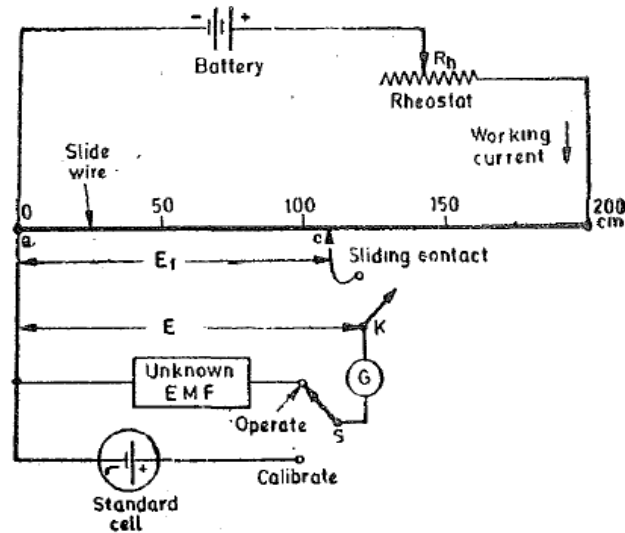 - +
Battery
Rh
Rheostat
Working
current
Slide
wire
0 50 100 150 200
cm
a c
E1 Sliding contact
E K
G
Unknown
EMF
Operate S
- +
Calibrate
Standard
cell